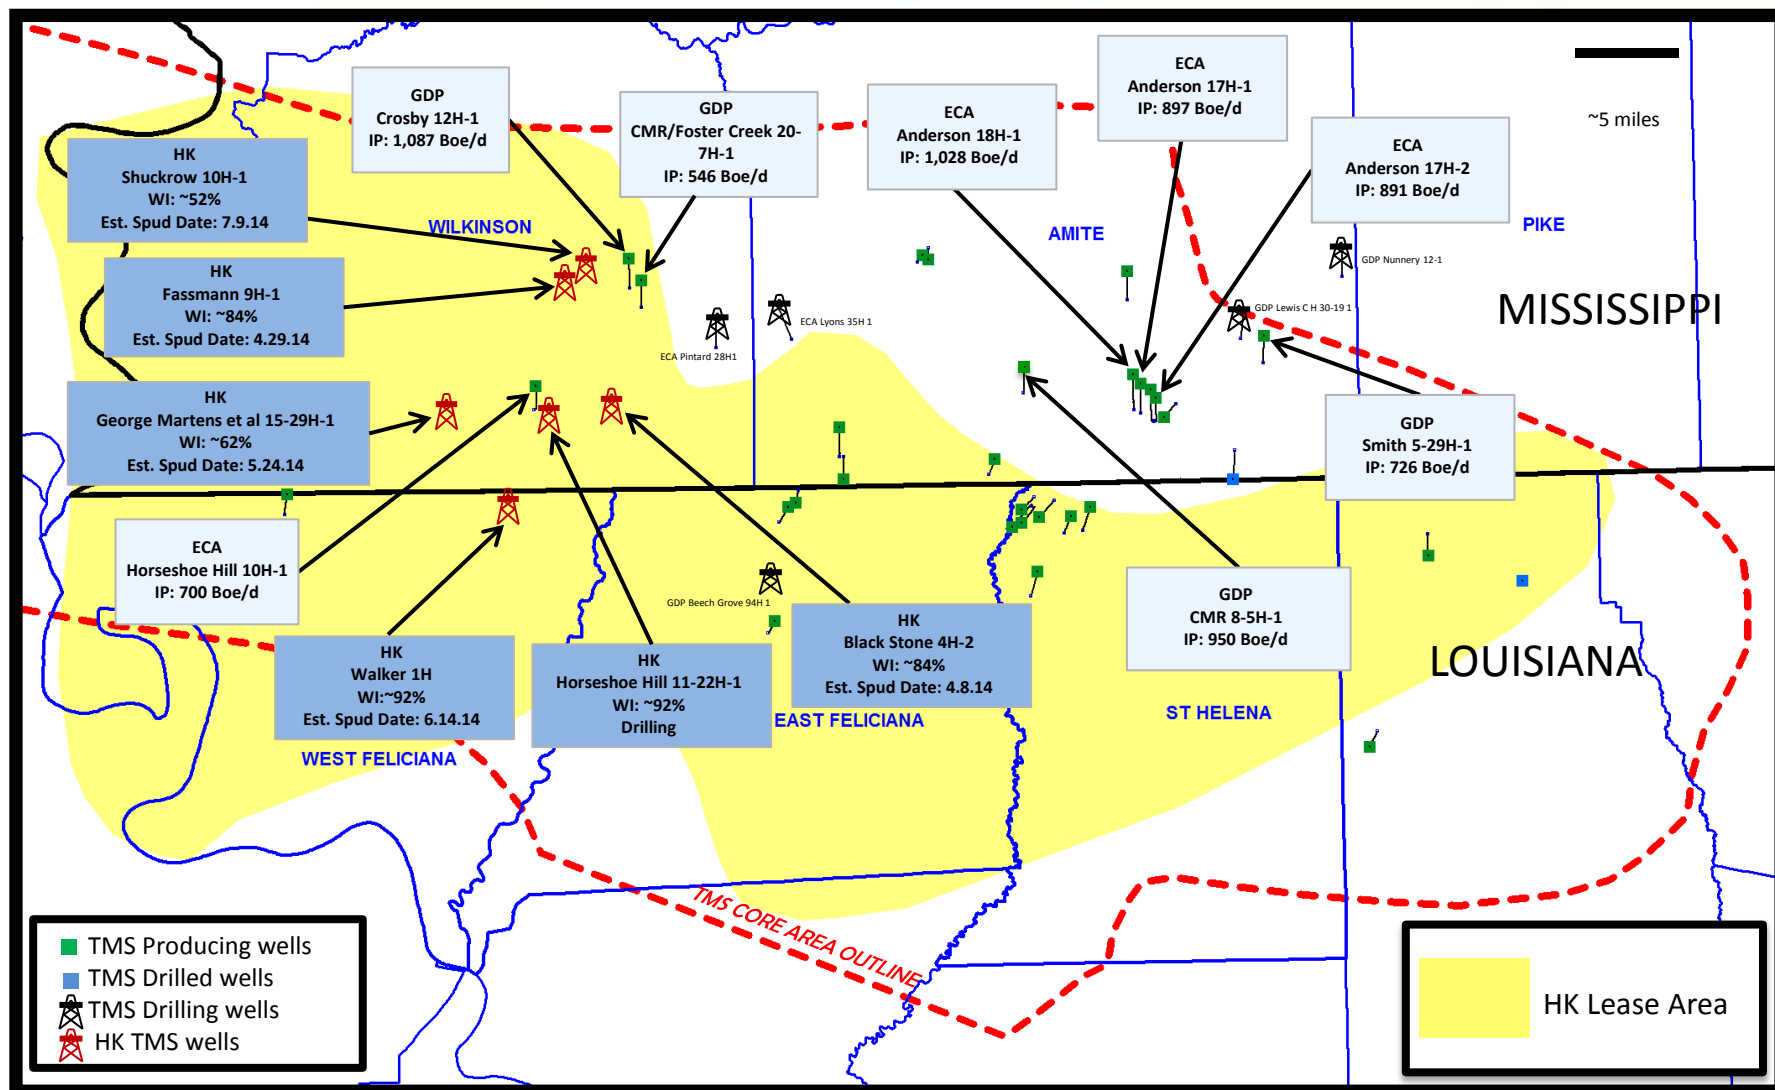 GDP
Crosby 12H-1
IP: 1,087 Boe/d
GDP
CMR/Foster Creek 20-
7H-1
IP: 546 Boe/d
ECA
Anderson 18H-1
IP: 1,028 Boe/d
ECA
Anderson 17H-1
IP: 897 Boe/d
ECA
Anderson 17H-2
IP: 891 Boe/d
~5 miles
HK
Shuckrow 10H-1
WI: ~52%
Est. Spud Date: 7.9.14
WILKINSON
AMITE
PIKE
HK
Fassmann 9H-1
WI: ~84%
Est. Spud Date: 4.29.14
GDP Nunnery 12-1
GDP Lewis C H 30-19 1
MISSISSIPPI
ECA Lyons 35H 1
ECA Pintard 28H1
HK
George Martens et al 15-29H-1
WI: ~62%
Est. Spud Date: 5.24.14
GDP
Smith 5-29H-1
IP: 726 Boe/d
ECA
Horseshoe Hill 10H-1
IP: 700 Boe/d
GDP Beech Grove 94H 1
GDP
CMR 8-5H-1
IP: 950 Boe/d
HK
Walker 1H
WI:~92%
Est. Spud Date: 6.14.14
HK
Horseshoe Hill 11-22H-1
WI: ~92%
Drilling
HK
Black Stone 4H-2
WI: ~84%
Est. Spud Date: 4.8.14
LOUISIANA
WEST FELICIANA
EAST FELICIANA
ST HELENA
TMS CORE AREA OUTLINE
TMS Producing wells
TMS Drilled wells
TMS Drilling wells
HK TMS wells
HK Lease Area